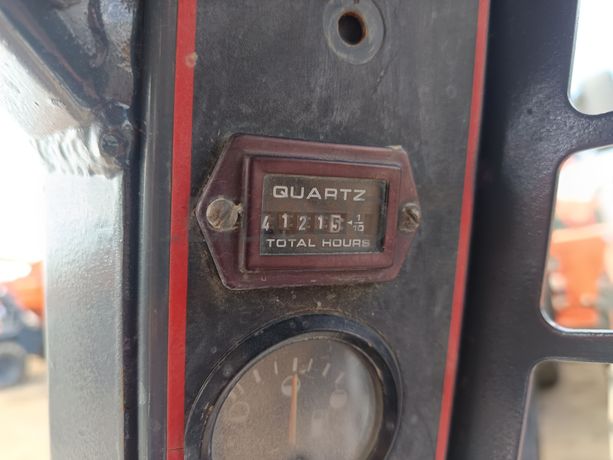 QUARTZ
41215 ◄ 1/10
TOTAL HOURS